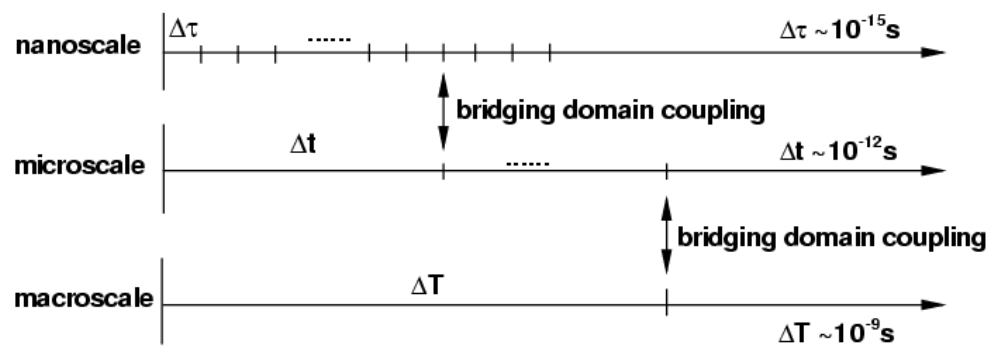 Δτ
nanoscale
......
Δτ ~10⁻¹⁵s
bridging domain coupling
Δt
microscale
......
Δt ~10⁻¹²s
bridging domain coupling
macroscale
ΔT
ΔT ~10⁻⁹s